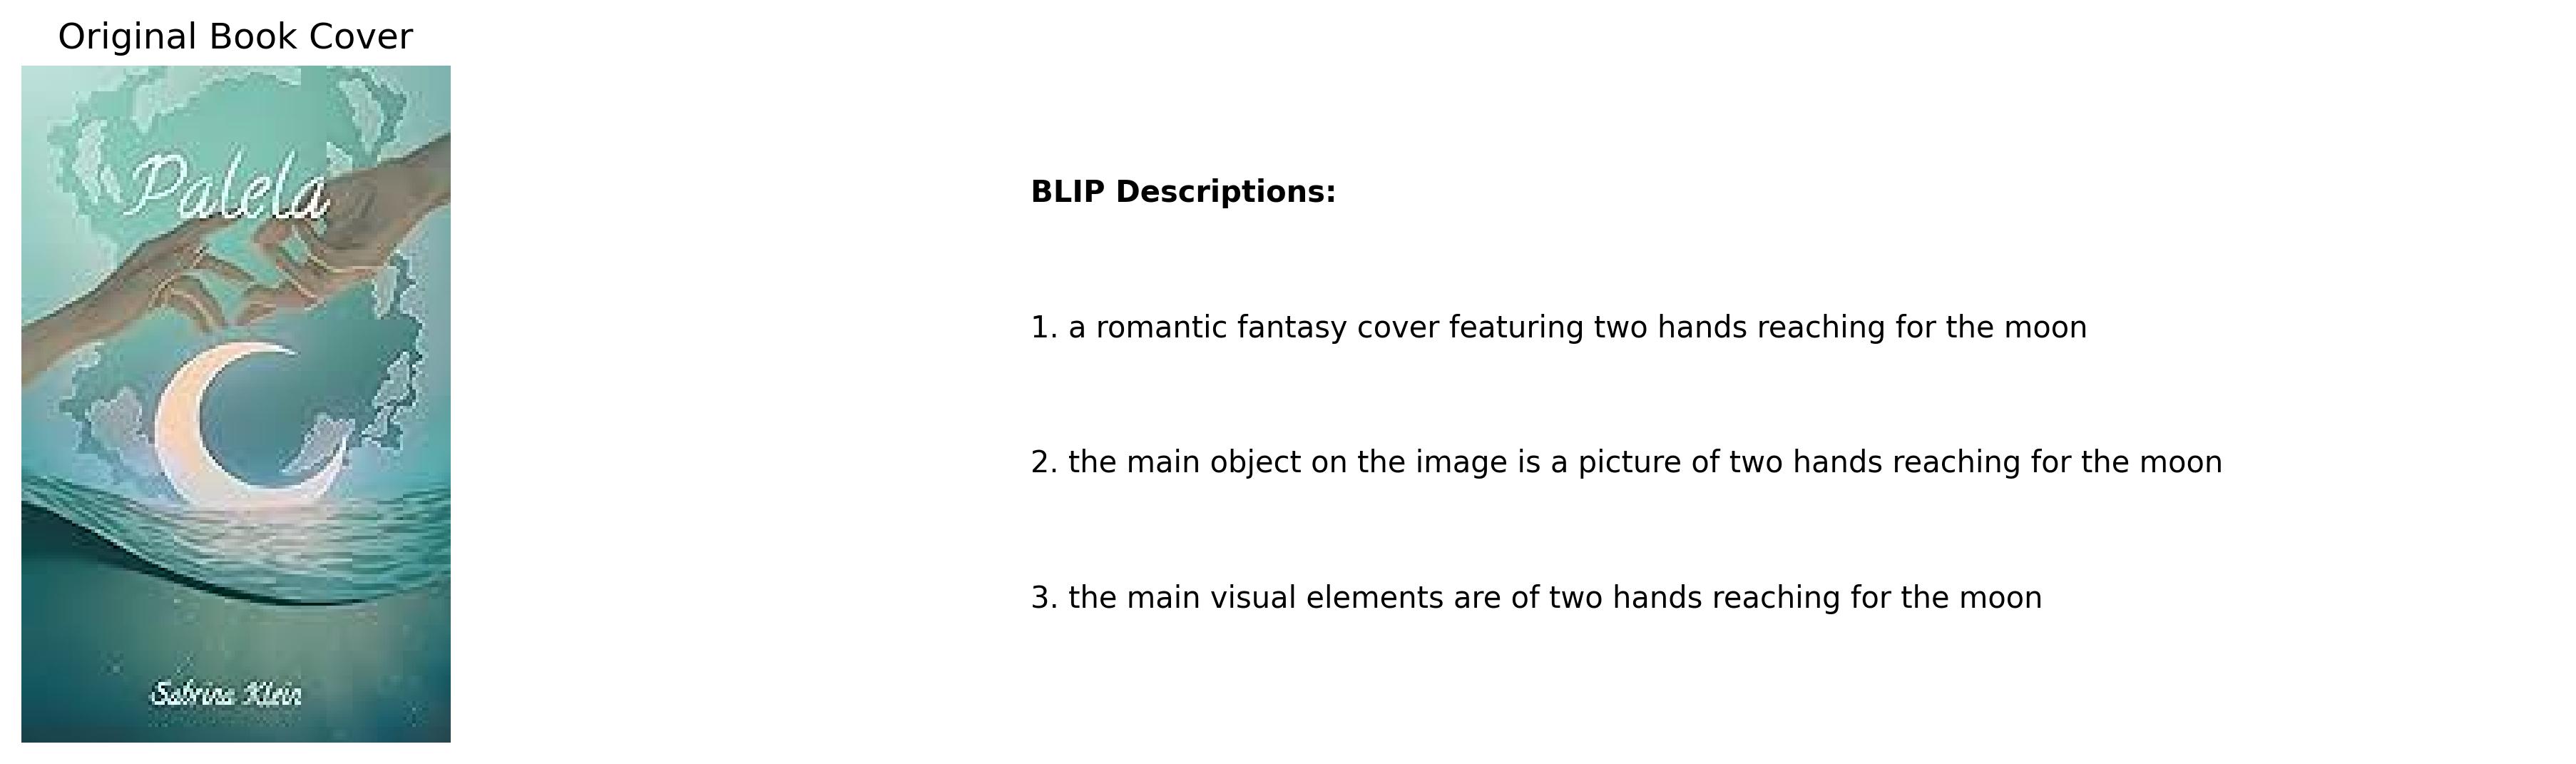 Original Book Cover
Palela
Sabrina Klein
BLIP Descriptions:
1. a romantic fantasy cover featuring two hands reaching for the moon
2. the main object on the image is a picture of two hands reaching for the moon
3. the main visual elements are of two hands reaching for the moon